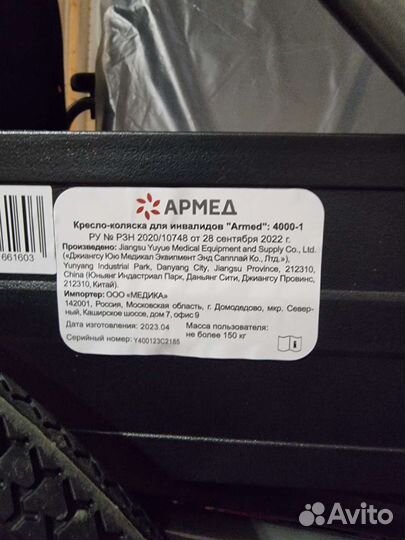 АРМЕД
Кресло-коляска для инвалидов "Armed": 4000-1
РУ № РЗН 2020/10748 от 28 сентября 2022 г.
Произведено: Jiangsu Yuyue Medical Equipment and Supply Co., Ltd.
(«Джиангсу Юю Медикал Эквипмент Энд Сапплай Ко., Лтд.»),
Yunyang Industrial Park, Danyang City, Jiangsu Province, 212310,
China (Юньянг Индастриал Парк, Даньянг Сити, Джиангсу Провинс,
212310, Китай).
Импортер: ООО «МЕДИКА»
142001, Россия, Московская область, г. Домодедово, мкр. Север-
ный, Каширское шоссе, дом 7, офис 9
Дата изготовления: 2023.04
Масса пользователя:
не более 150 кг
Серийный номер: Y400123C2185
661603
Avito